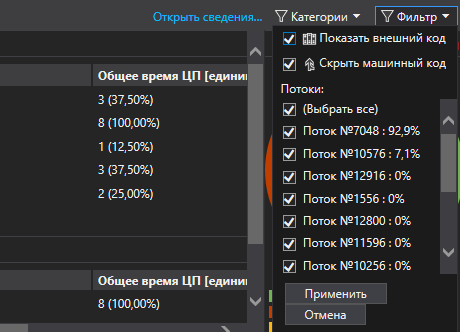 Открыть сведения...
Категории
Фильтр
Показать внешний код
Скрыть машинный код
Общее время ЦП [едини
3 (37,50%)
8 (100,00%)
1 (12,50%)
3 (37,50%)
2 (25,00%)
Потоки:
(Выбрать все)
Поток №7048 : 92,9%
Поток №10576 : 7,1%
Поток №12916 : 0%
Поток №1556 : 0%
Поток №12800 : 0%
Поток №11596 : 0%
Поток №10256 : 0%
Общее время ЦП [едини
8 (100,00%)
Применить
Отмена